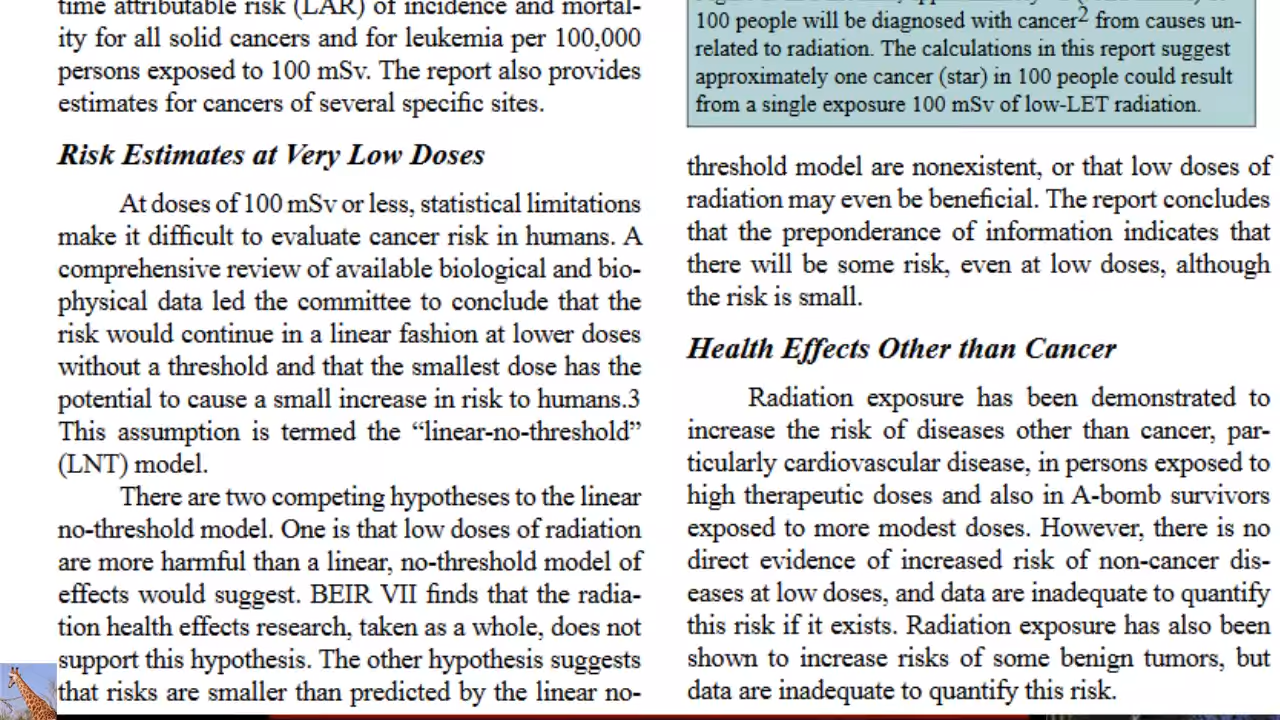 time attributable risk (LAR) of incidence and mortal-
ity for all solid cancers and for leukemia per 100,000
persons exposed to 100 mSv. The report also provides
estimates for cancers of several specific sites.
Risk Estimates at Very Low Doses
At doses of 100 mSv or less, statistical limitations
make it difficult to evaluate cancer risk in humans. A
comprehensive review of available biological and bio-
physical data led the committee to conclude that the
risk would continue in a linear fashion at lower doses
without a threshold and that the smallest dose has the
potential to cause a small increase in risk to humans.3
This assumption is termed the “linear-no-threshold”
(LNT) model.
There are two competing hypotheses to the linear
no-threshold model. One is that low doses of radiation
are more harmful than a linear, no-threshold model of
effects would suggest. BEIR VII finds that the radia-
tion health effects research, taken as a whole, does not
support this hypothesis. The other hypothesis suggests
that risks are smaller than predicted by the linear no-
100 people will be diagnosed with cancer2 from causes un-
related to radiation. The calculations in this report suggest
approximately one cancer (star) in 100 people could result
from a single exposure 100 mSv of low-LET radiation.
threshold model are nonexistent, or that low doses of
radiation may even be beneficial. The report concludes
that the preponderance of information indicates that
there will be some risk, even at low doses, although
the risk is small.
Health Effects Other than Cancer
Radiation exposure has been demonstrated to
increase the risk of diseases other than cancer, par-
ticularly cardiovascular disease, in persons exposed to
high therapeutic doses and also in A-bomb survivors
exposed to more modest doses. However, there is no
direct evidence of increased risk of non-cancer dis-
eases at low doses, and data are inadequate to quantify
this risk if it exists. Radiation exposure has also been
shown to increase risks of some benign tumors, but
data are inadequate to quantify this risk.